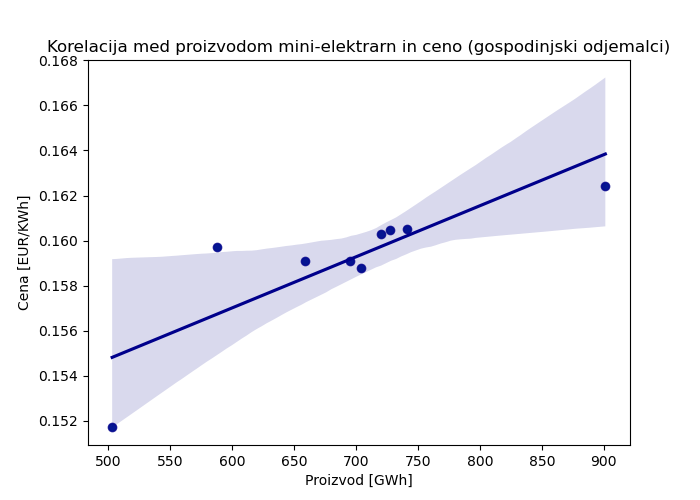 Korelacija med proizvodom mini-elektrarn in ceno (gospodinjski odjemalci)
0.168
0.166
0.164
0.162
0.160
0.158
0.156
0.154
0.152
Cena [EUR/KWh]
500 550 600 650 700 750 800 850 900
Proizvod [GWh]